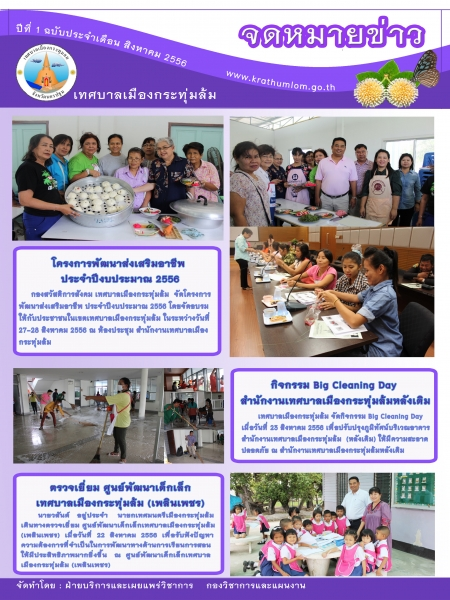 ปีที่ 1 ฉบับประจำเดือน สิงหาคม 2556
จดหมายข่าว
www.krathumlom.go.th
เทศบาลเมืองกระทุ่มล้ม
โครงการพัฒนาส่งเสริมอาชีพ
ประจำปีงบประมาณ 2556
กองสวัสดิการสังคม เทศบาลเมืองกระทุ่มล้ม จัดโครงการ
พัฒนาส่งเสริมอาชีพ ประจำปีงบประมาณ 2556 โดยจัดอบรม
ให้กับประชาชนในเขตเทศบาลเมืองกระทุ่มล้ม ในระหว่างวันที่
27-28 สิงหาคม 2556 ณ ห้องประชุม สำนักงานเทศบาลเมือง
กระทุ่มล้ม
กิจกรรม Big Cleaning Day
สำนักงานเทศบาลเมืองกระทุ่มล้มหลังเดิม
เทศบาลเมืองกระทุ่มล้ม จัดกิจกรรม Big Cleaning Day
เมื่อวันที่ 23 สิงหาคม 2556 เพื่อปรับปรุงภูมิทัศน์บริเวณอาคาร
สำนักงานเทศบาลเมืองกระทุ่มล้ม (หลังเดิม) ให้มีความสะอาด
ปลอดภัย ณ สำนักงานเทศบาลเมืองกระทุ่มล้มหลังเดิม
ตรวจเยี่ยม ศูนย์พัฒนาเด็กเล็ก
เทศบาลเมืองกระทุ่มล้ม (เพลินเพชร)
อยู่ประจำ นายกเทศมนตรีเมืองกระทุ่มล้ม
เดินทางตรวจเยี่ยม ศูนย์พัฒนาเด็กเล็กเทศบาลเมืองกระทุ่มล้ม
(เพลินเพชร) เมื่อวันที่ 22 สิงหาคม 2556 เพื่อรับฟังปัญหา
ความต้องการที่จำเป็นในการพัฒนาทางด้านการเรียนการสอน
ให้มีประสิทธิภาพมากยิ่งขึ้น ณ ศูนย์พัฒนาเด็กเล็กเทศบาล
เมืองกระทุ่มล้ม (เพลินเพชร)
จัดทำโดย : ฝ่ายบริการและเผยแพร่วิชาการ กองวิชาการและแผนงาน